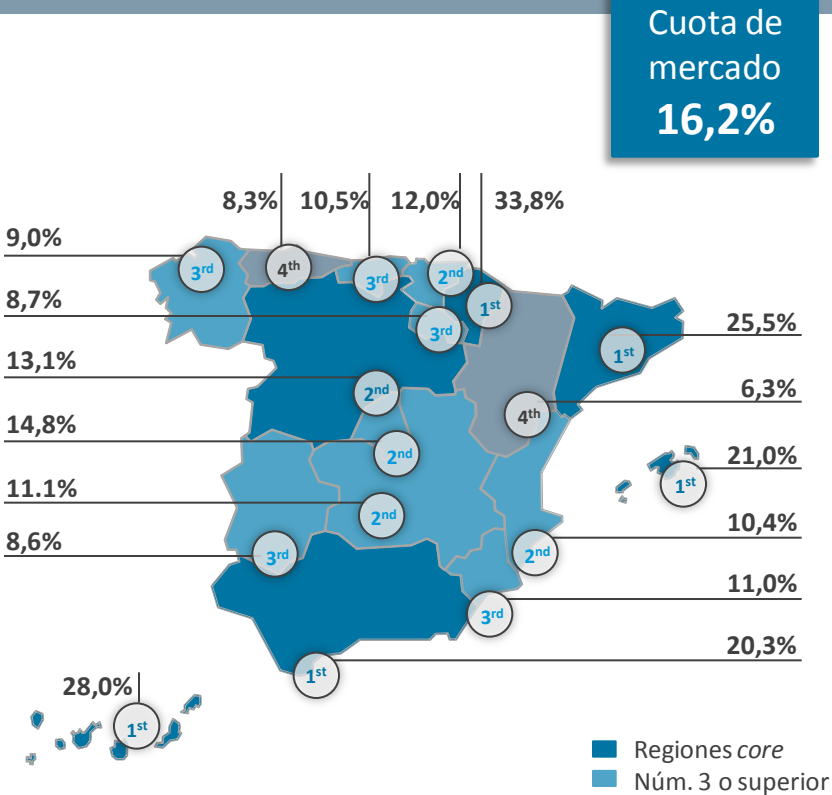 Cuota de
mercado
16,2%
8,3%
10,5%
12,0%
33,8%
9,0%
3rd
4th
3rd
2nd
8,7%
1st
3rd
25,5%
1st
13,1%
2nd
6,3%
4th
14,8%
2nd
21,0%
1st
11.1%
2nd
10,4%
2nd
8,6%
3rd
11,0%
3rd
20,3%
1st
28,0%
1st
Regiones core
Núm. 3 o superior